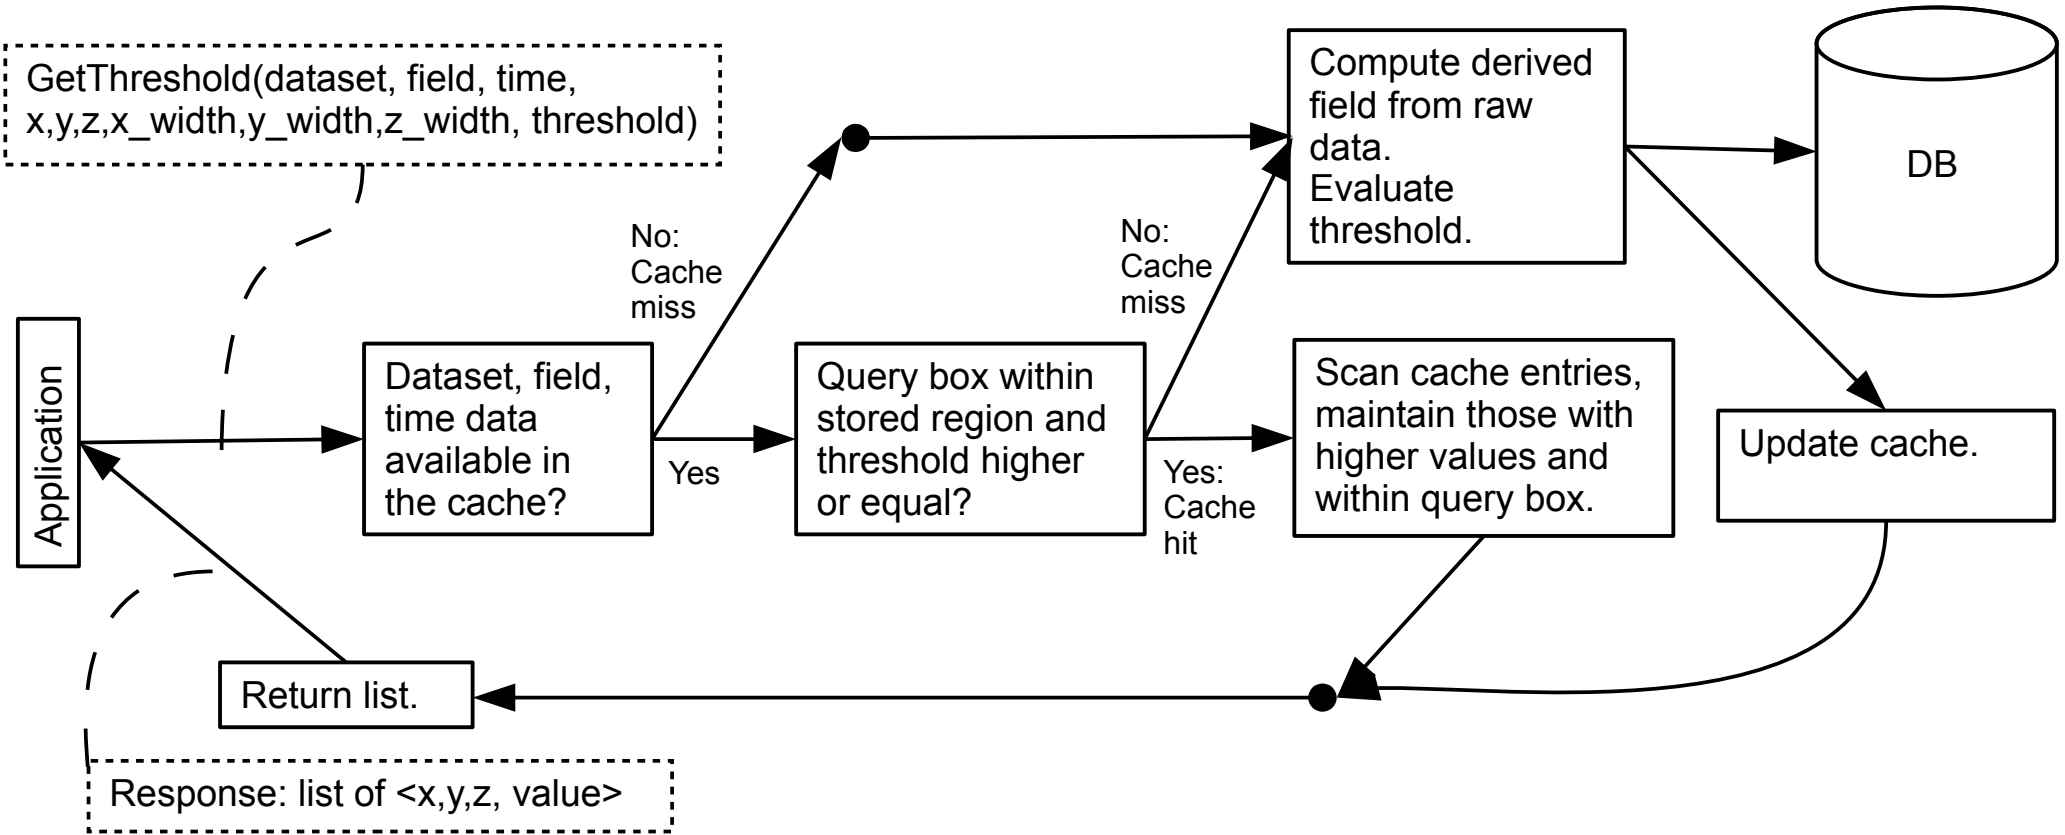 GetThreshold(dataset, field, time,
x,y,z,x_width,y_width,z_width, threshold)
Compute derived
field from raw
data.
Evaluate
threshold.
DB
No:
Cache
miss
No:
Cache
miss
Application
Dataset, field,
time data
available in
the cache?
Yes
Query box within
stored region and
threshold higher
or equal?
Yes:
Cache
hit
Scan cache entries,
maintain those with
higher values and
within query box.
Update cache.
Return list.
Response: list of <x,y,z, value>